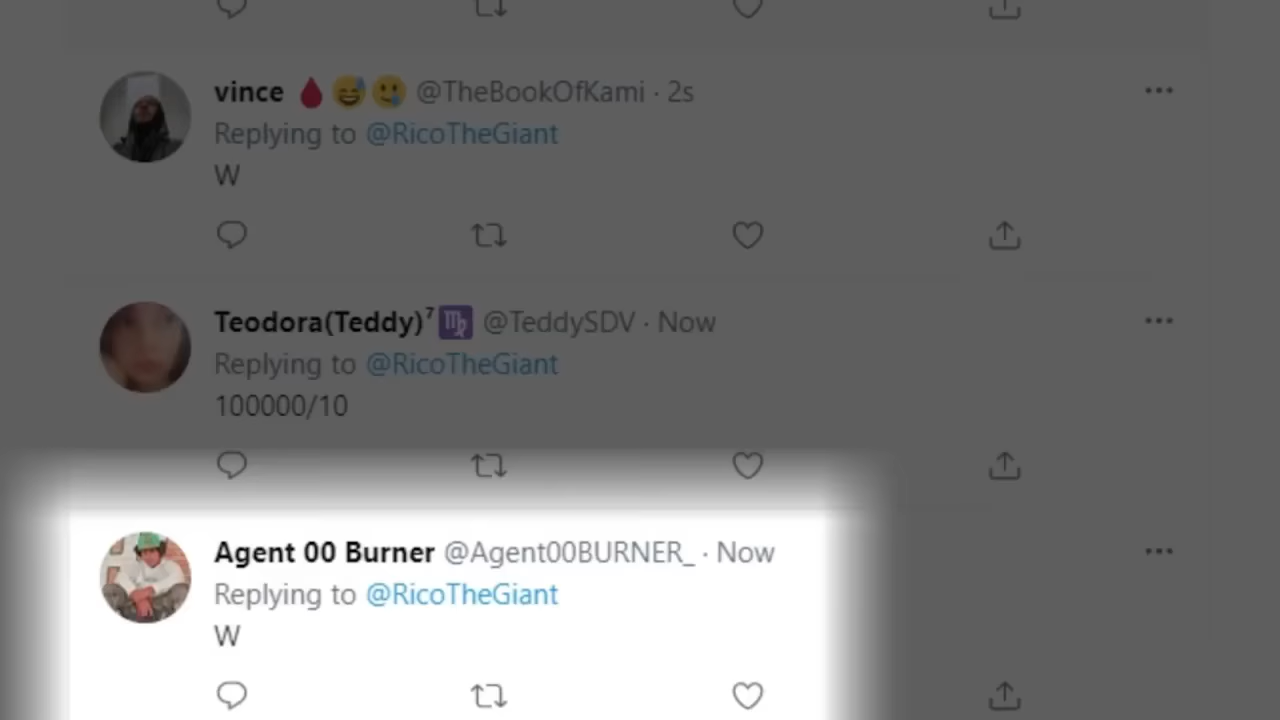 vince 🩸😅🥲 @TheBookOfKami · 2s
Replying to @RicoTheGiant
W
Teodora(Teddy)⁷♍ @TeddySDV · Now
Replying to @RicoTheGiant
100000/10
Agent 00 Burner @Agent00BURNER_ · Now
Replying to @RicoTheGiant
W